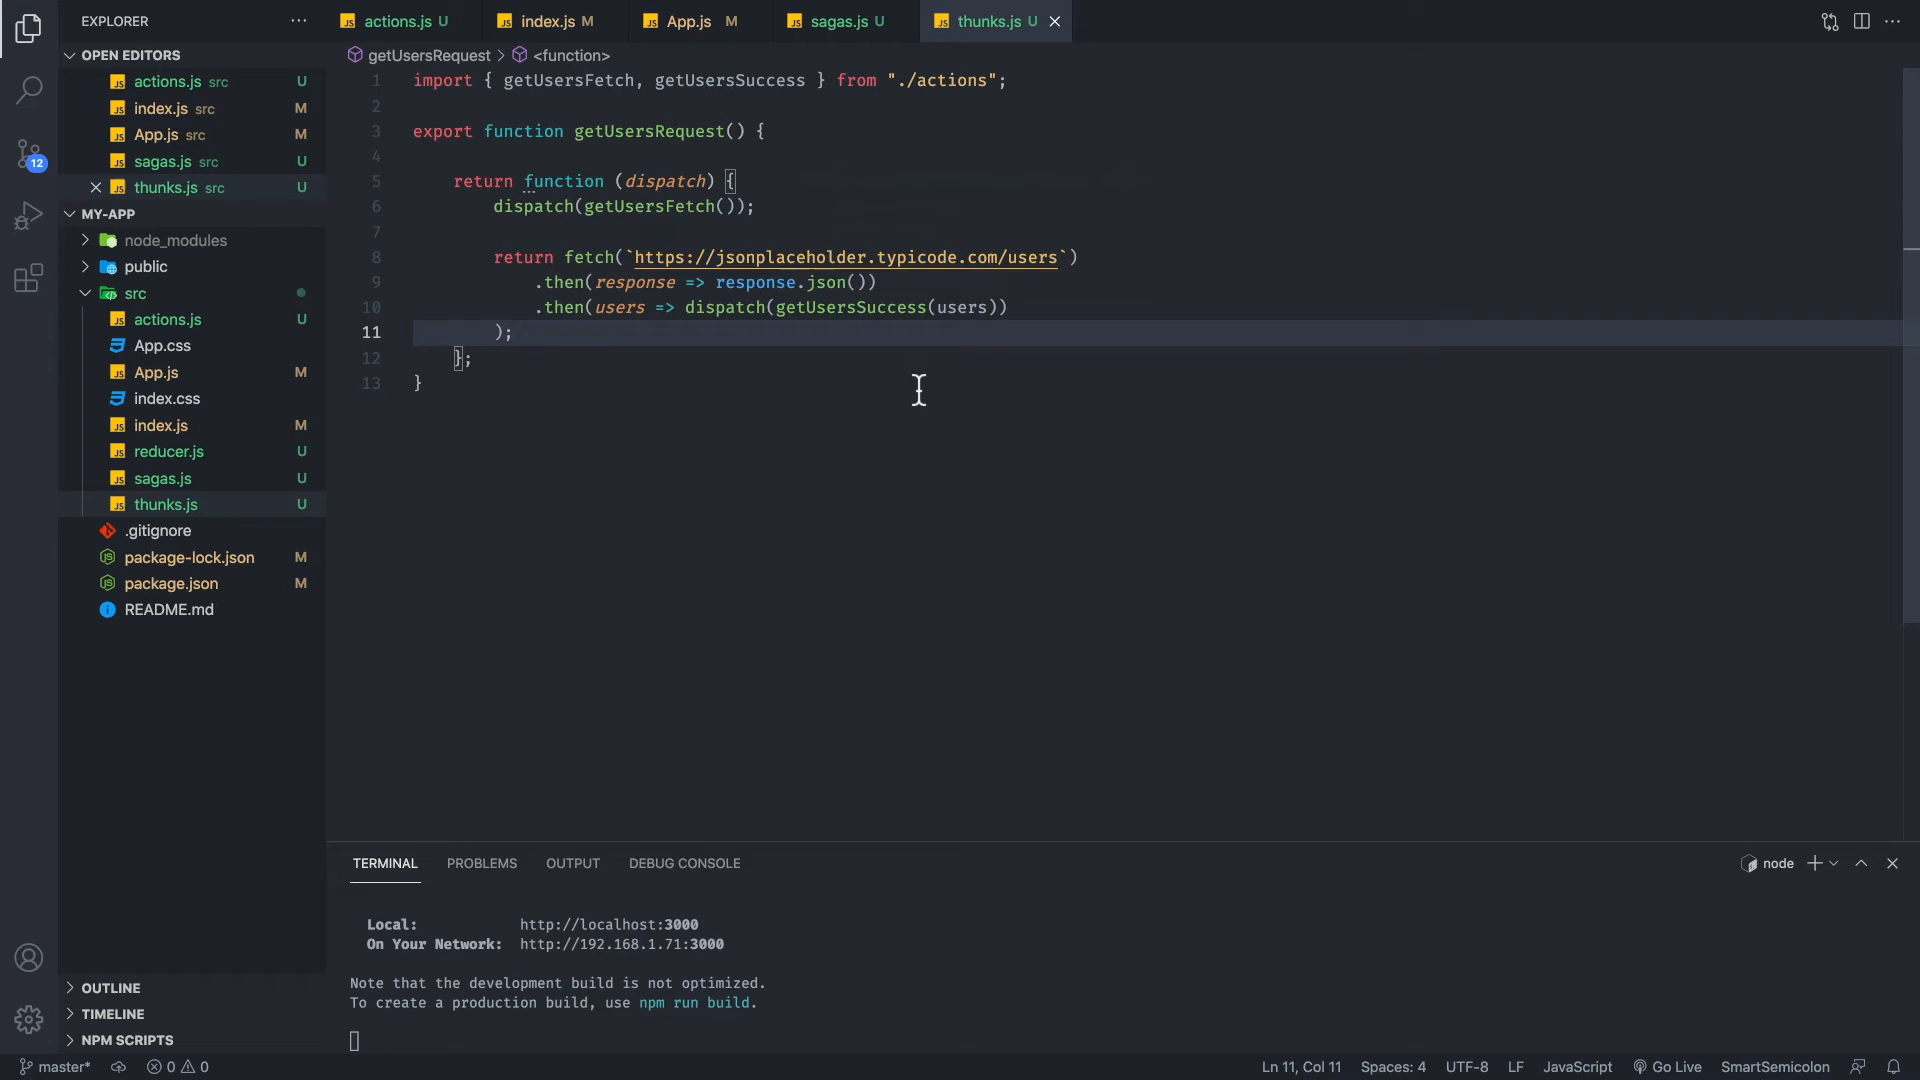 EXPLORER
OPEN EDITORS
actions.js src U
index.js src M
App.js src M
sagas.js src U
thunks.js src U
MY-APP
node_modules
public
src
actions.js U
App.css
App.js M
index.css
index.js M
reducer.js U
sagas.js U
thunks.js U
.gitignore
package-lock.json M
package.json M
README.md
OUTLINE
TIMELINE
NPM SCRIPTS
12
actions.js U index.js M App.js M sagas.js U thunks.js U
getUsersRequest > <function>
1 import { getUsersFetch, getUsersSuccess } from "./actions";
2
3 export function getUsersRequest() {
4
5 return function (dispatch) {
6 dispatch(getUsersFetch());
7
8 return fetch(`https://jsonplaceholder.typicode.com/users`)
9 .then(response => response.json())
10 .then(users => dispatch(getUsersSuccess(users))
11 );
12 };
13 }
TERMINAL PROBLEMS OUTPUT DEBUG CONSOLE node
Local: http://localhost:3000
On Your Network: http://192.168.1.71:3000
Note that the development build is not optimized.
To create a production build, use npm run build.
master* 0 0 Ln 11, Col 11 Spaces: 4 UTF-8 LF JavaScript Go Live SmartSemicolon